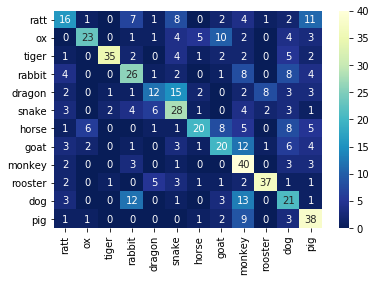 ratt 16 1 0 7 1 8 0 2 4 1 2 11
ox 0 23 0 1 1 4 5 10 2 0 4 3
tiger 1 0 35 2 0 4 1 2 2 0 5 2
rabbit 4 0 0 26 1 2 0 1 8 0 8 4
dragon 2 0 1 1 12 15 2 0 2 8 3 3
snake 3 0 2 4 6 28 1 0 4 2 3 1
horse 1 6 0 0 1 1 20 8 5 0 8 5
goat 3 2 0 1 0 3 2 20 12 1 6 4
monkey 2 0 0 3 0 1 0 0 40 0 3 3
rooster 2 0 1 0 5 3 1 1 2 37 1 1
dog 3 0 0 12 0 2 0 3 13 0 21 1
pig 1 1 0 0 0 0 1 2 9 0 3 38
ratt ox tiger rabbit dragon snake horse goat monkey rooster dog pig
40
35
30
25
20
15
10
5
0